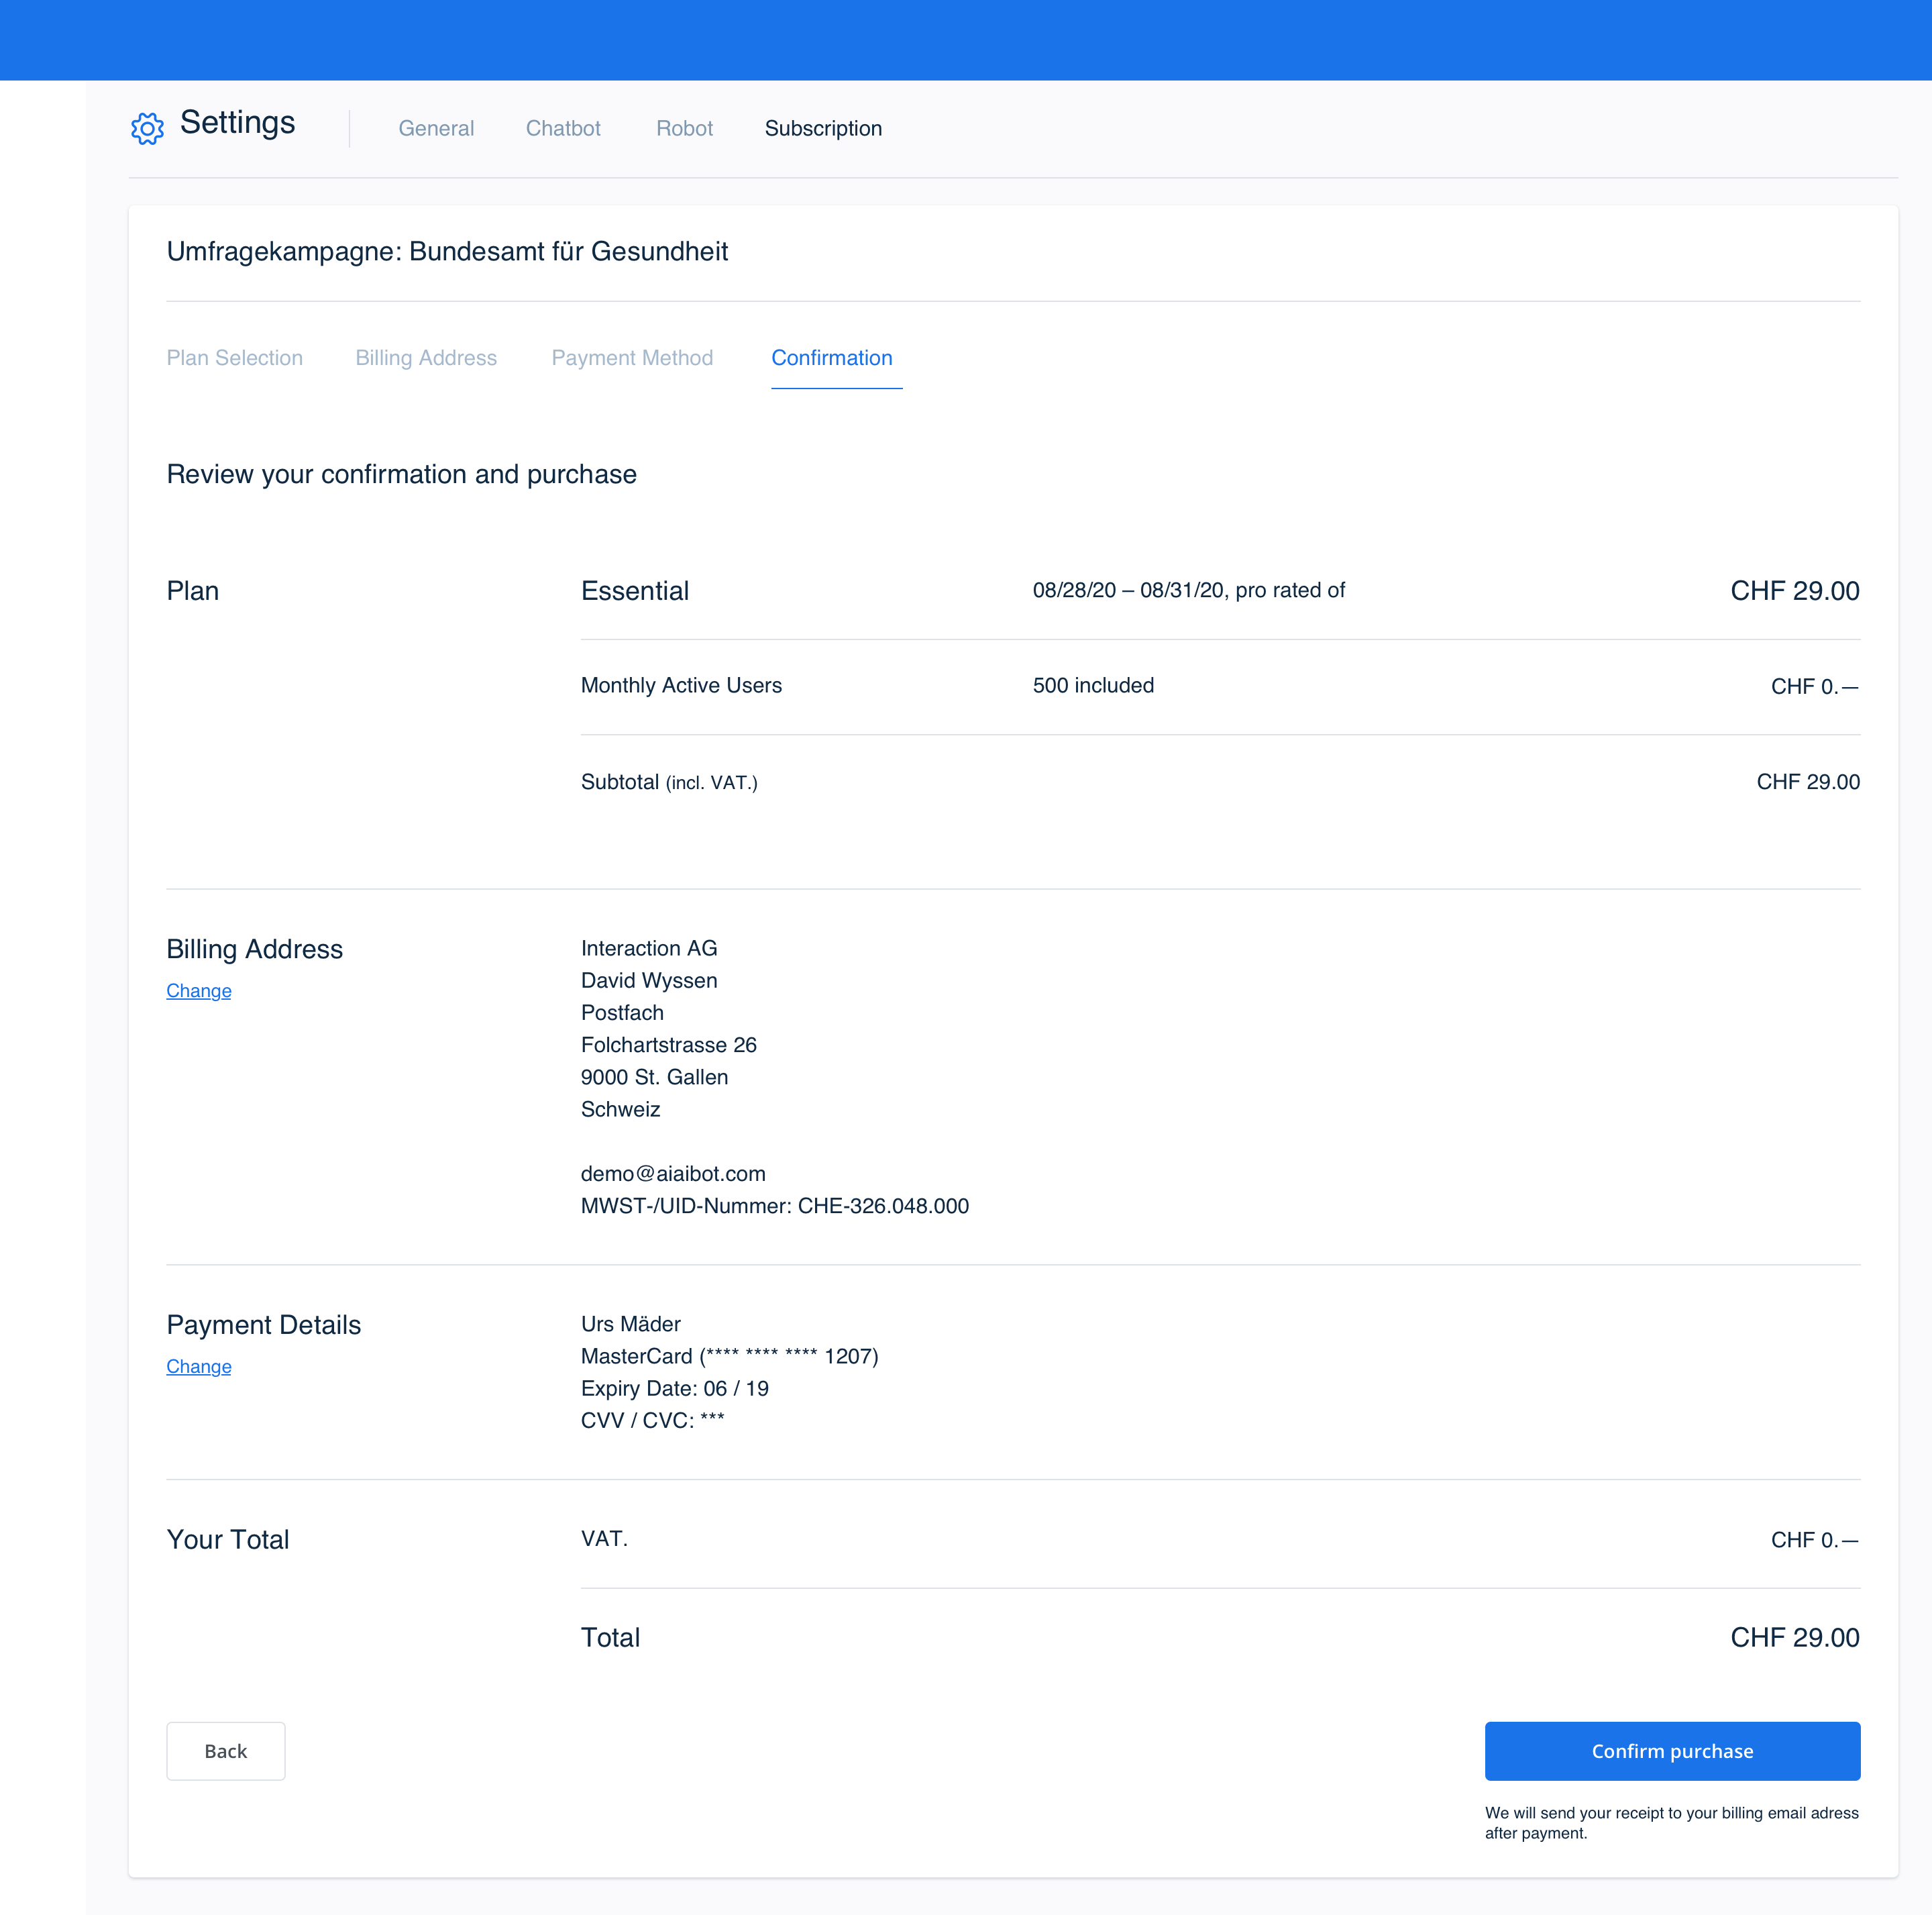 Settings
General Chatbot Robot Subscription
Umfragekampagne: Bundesamt für Gesundheit
Plan Selection Billing Address Payment Method Confirmation
Review your confirmation and purchase
Plan Essential 08/28/20 – 08/31/20, pro rated of CHF 29.00
Monthly Active Users 500 included CHF 0.—
Subtotal (incl. VAT.) CHF 29.00
Billing Address
Change
Interaction AG
David Wyssen
Postfach
Folchartstrasse 26
9000 St. Gallen
Schweiz
demo@aiaibot.com
MWST-/UID-Nummer: CHE-326.048.000
Payment Details
Change
Urs Mäder
MasterCard (**** **** **** 1207)
Expiry Date: 06 / 19
CVV / CVC: ***
Your Total VAT. CHF 0.—
Total CHF 29.00
Back Confirm purchase
We will send your receipt to your billing email adress
after payment.